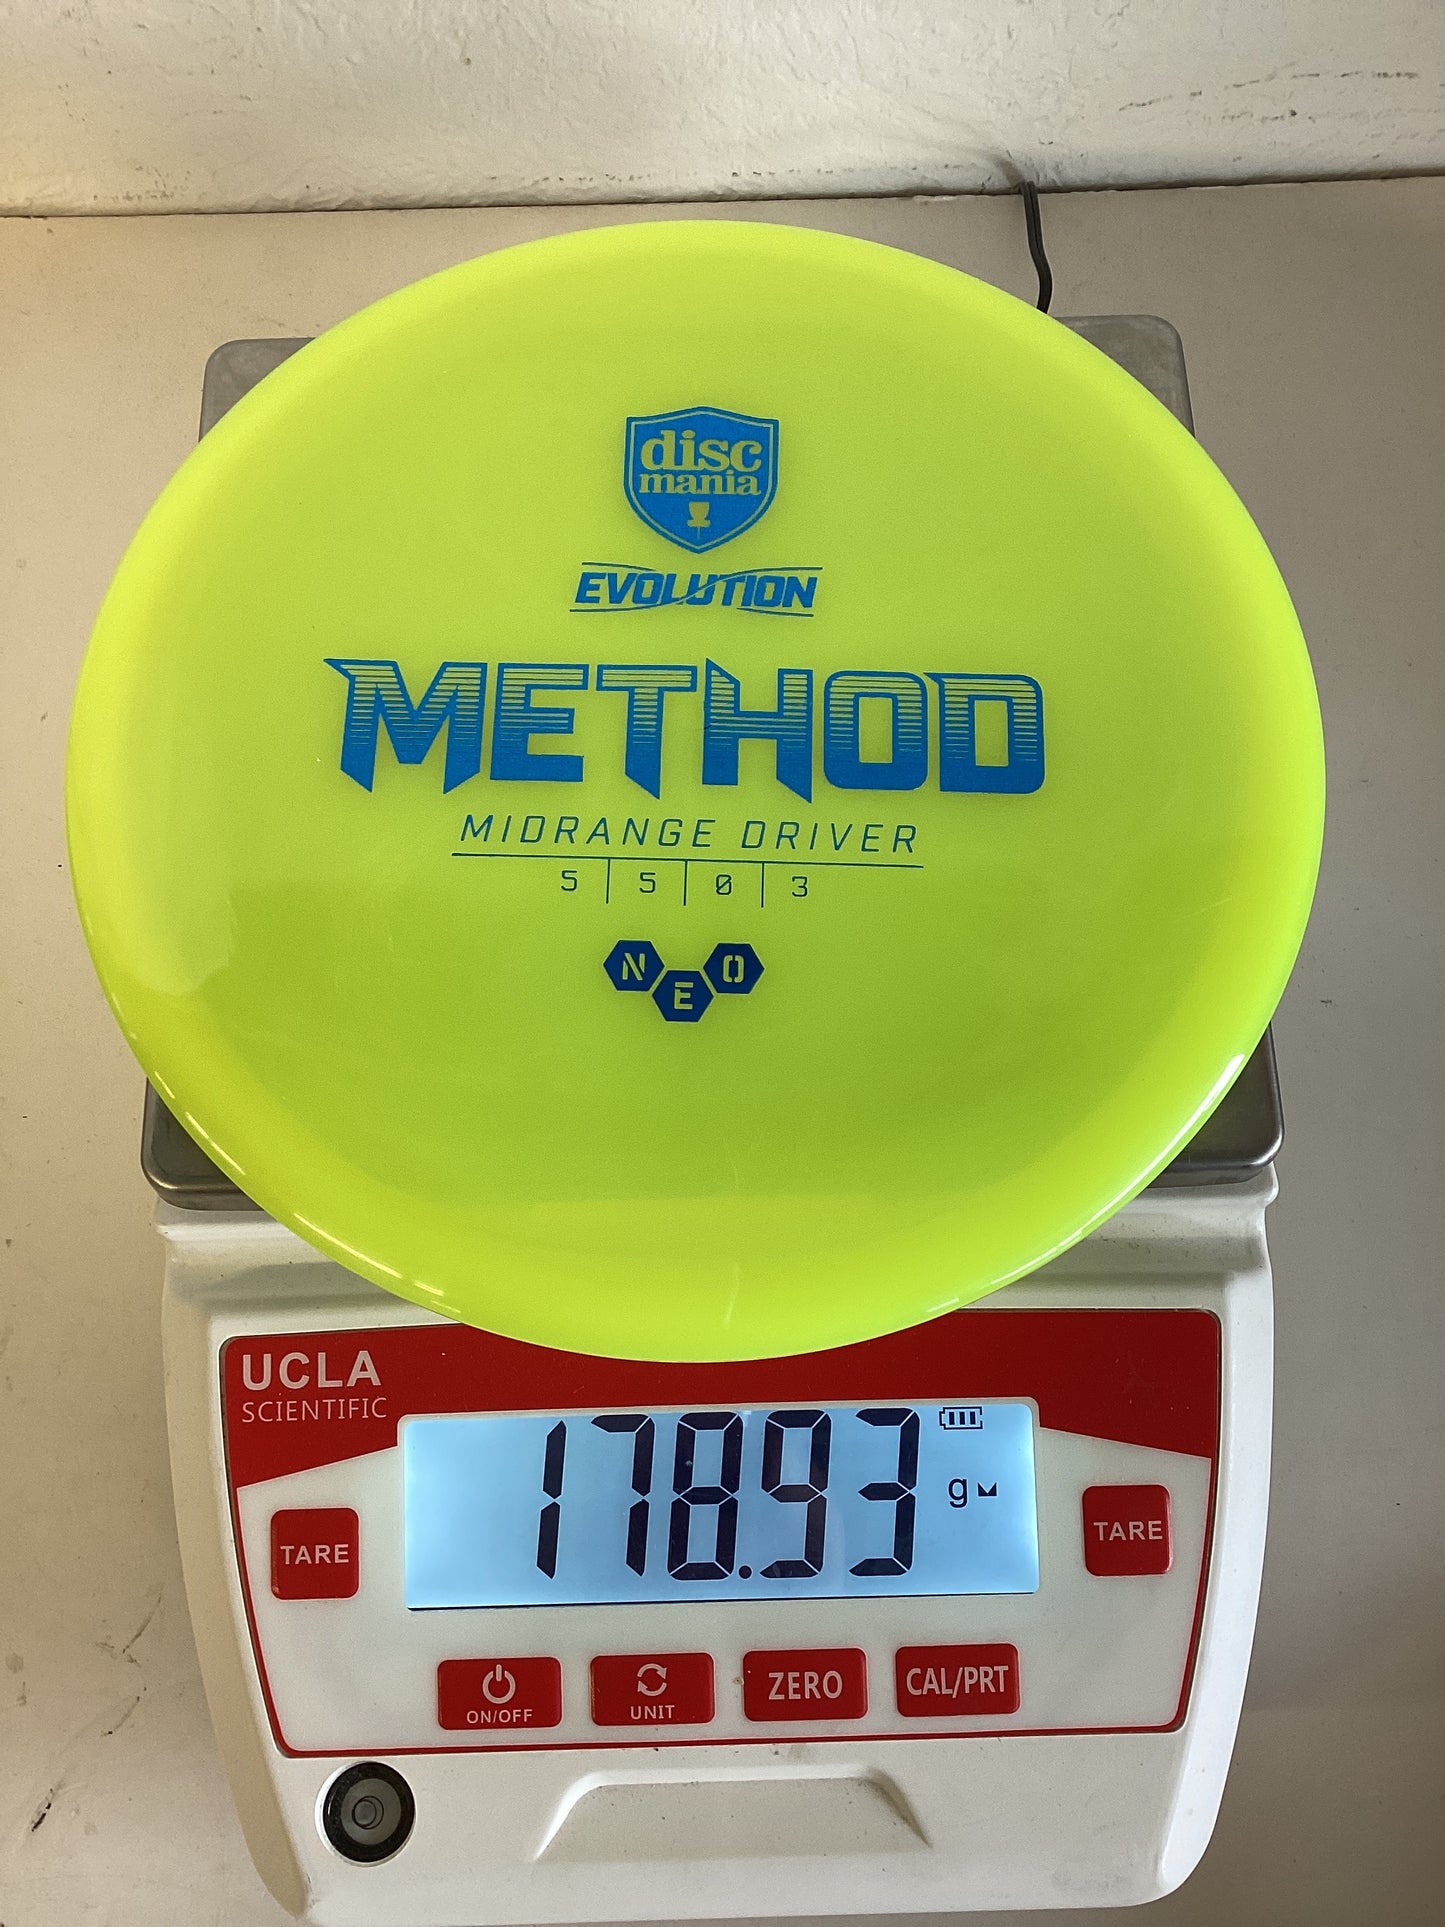 disc
mania
EVOLUTION
METHOD
MIDRANGE DRIVER
5 5 0 3
NEO
UCLA
SCIENTIFIC
178.93 g
TARE
TARE
ON/OFF
UNIT
ZERO
CAL/PRT